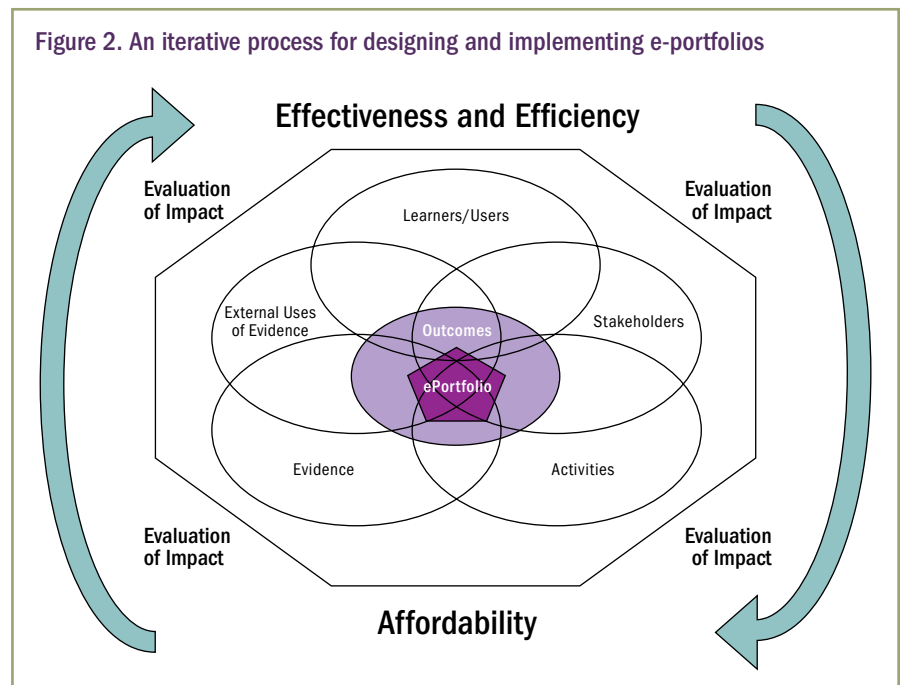 Figure 2. An iterative process for designing and implementing e-portfolios
Effectiveness and Efficiency
Evaluation
of Impact
Evaluation
of Impact
Learners/Users
External Uses
of Evidence
Outcomes
Stakeholders
ePortfolio
Evidence
Activities
Evaluation
of Impact
Evaluation
of Impact
Affordability